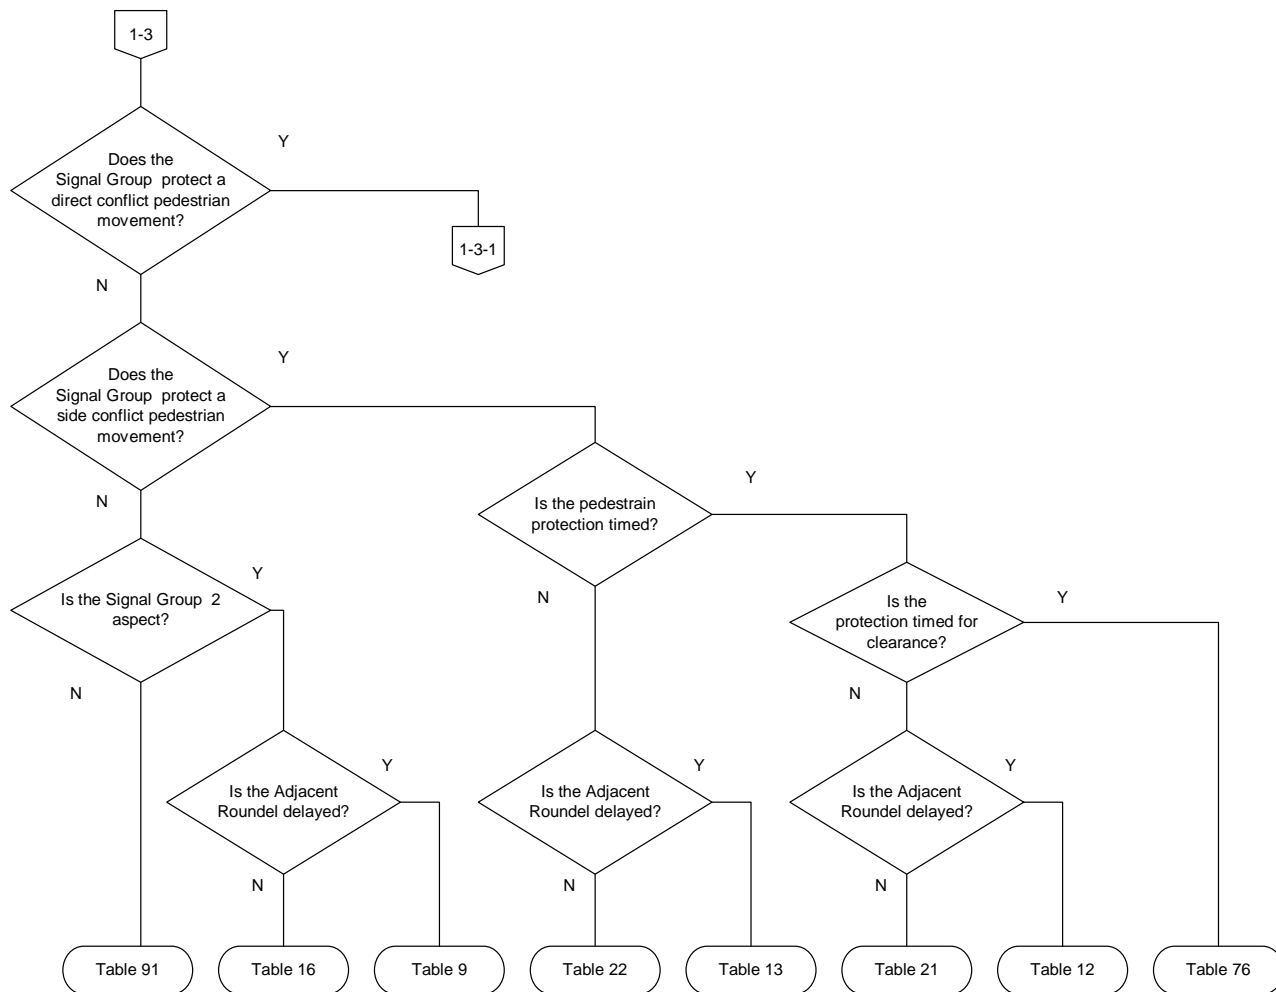 1-3
Does the
Signal Group protect a
direct conflict pedestrian
movement?
Y
1-3-1
N
Does the
Signal Group protect a
side conflict pedestrian
movement?
Y
N
Is the pedestrain
protection timed?
Y
N
Is the Signal Group 2
aspect?
Y
N
Is the
protection timed for
clearance?
Y
N
Is the Adjacent
Roundel delayed?
Y
N
Is the Adjacent
Roundel delayed?
Y
N
Is the Adjacent
Roundel delayed?
Y
N
Table 91
Table 16
Table 9
Table 22
Table 13
Table 21
Table 12
Table 76